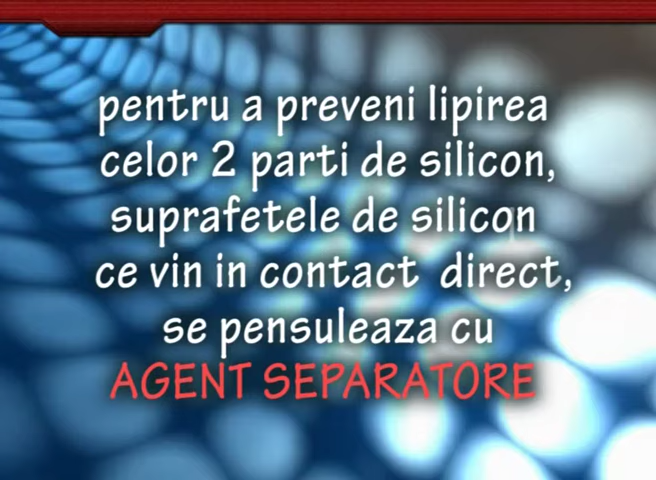 pentru a preveni lipirea
celor 2 parti de silicon,
suprafetele de silicon
ce vin in contact direct,
se pensuleaza cu
AGENT SEPARATORE